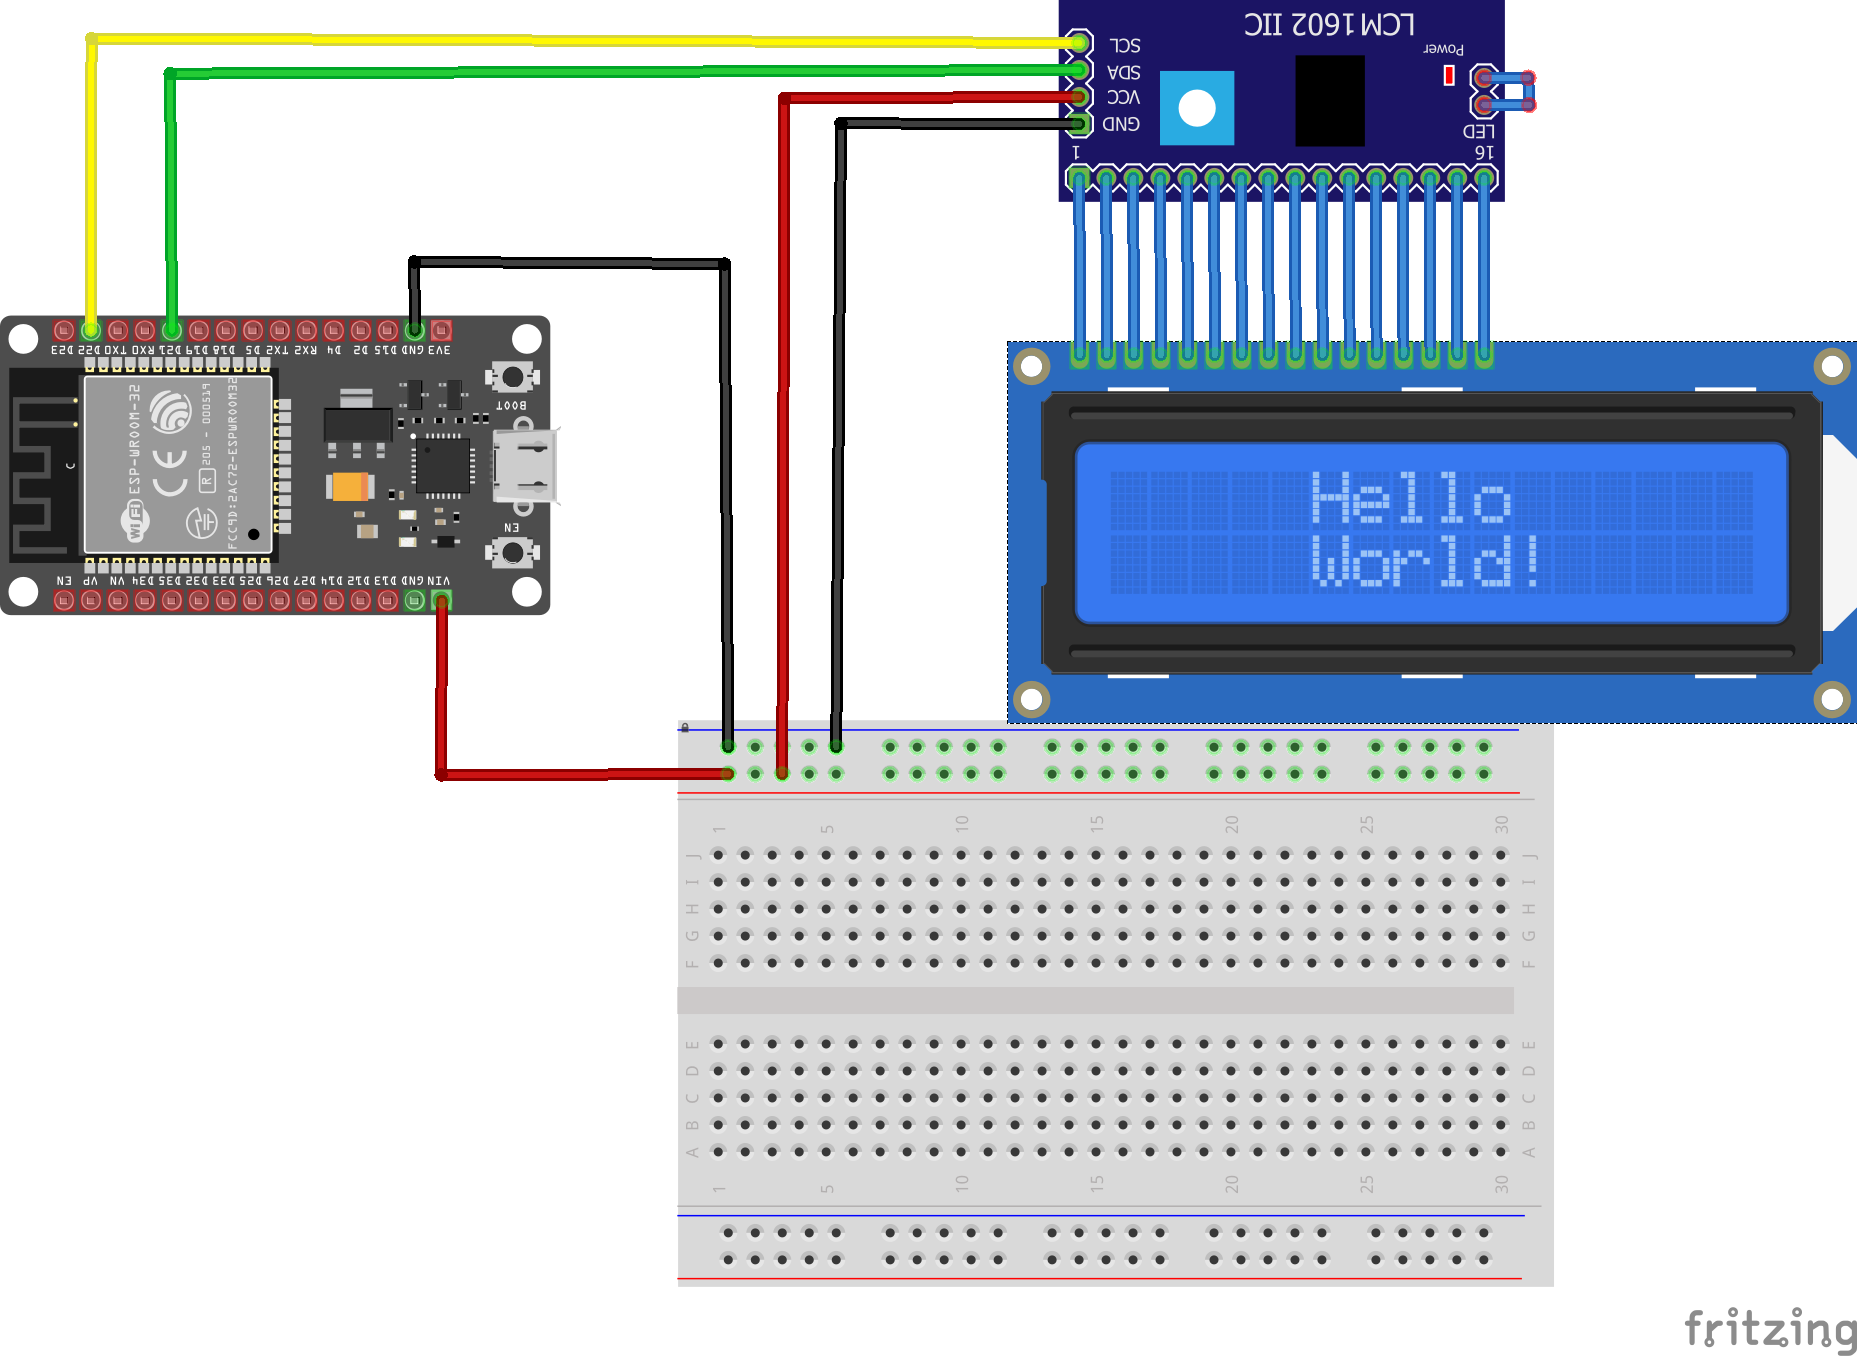 LCM1602 IIC
SCL
SDA
VCC
GND
Power
LED
1
16
D23 D22 TX0 RX0 D21 D19 D18 D5 TX2 RX2 D4 D2 D15 GND 3V3
BOOT
WiFi ESP-WROOM-32
CE
R 205-000519
FCC ID:2AC72-ESPWROOM32
C
EN
EN VP VN D34 D35 D32 D33 D25 D26 D27 D14 D12 D13 GND VIN
Hello
World!
1 5 10 15 20 25 30
J J
I I
H H
G G
F F
E E
D D
C C
B B
A A
1 5 10 15 20 25 30
fritzing